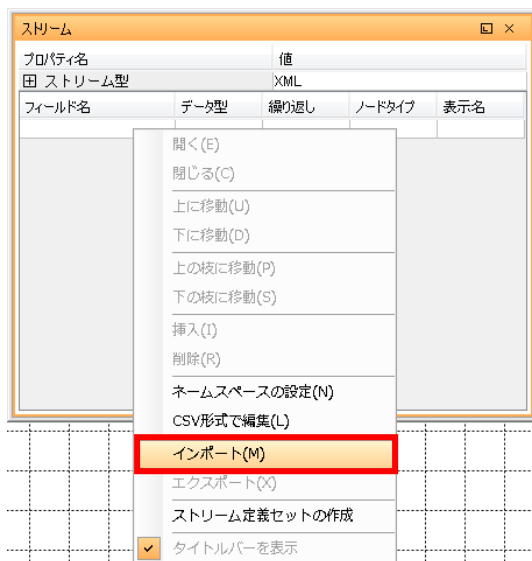 ストリーム
プロパティ名 値
ストリーム型 XML
フィールド名 データ型 繰り返し ノードタイプ 表示名
開く(E)
閉じる(C)
上に移動(U)
下に移動(D)
上の枝に移動(P)
下の枝に移動(S)
挿入(I)
削除(R)
ネームスペースの設定(N)
CSV形式で編集(L)
インポート(M)
エクスポート(X)
ストリーム定義セットの作成
タイトルバーを表示